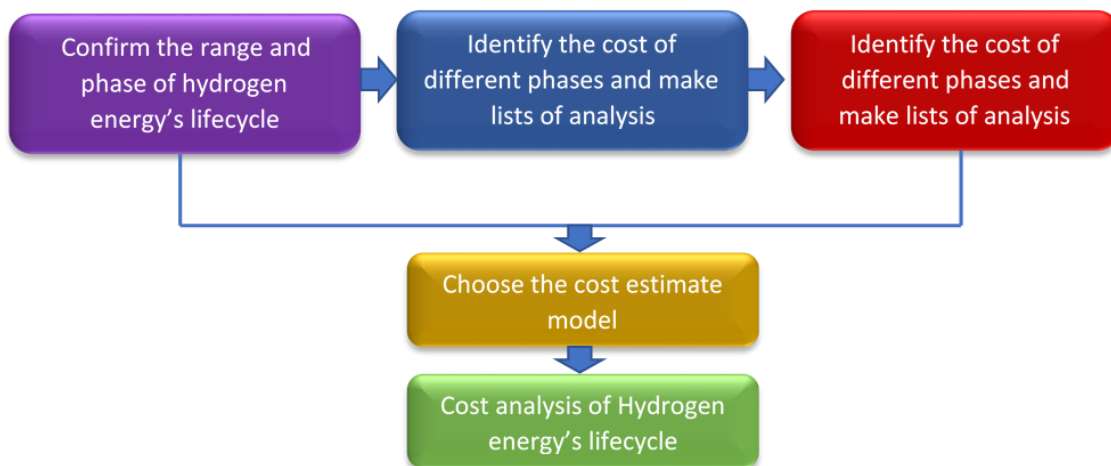 Confirm the range and
phase of hydrogen
energy’s lifecycle
Identify the cost of
different phases and make
lists of analysis
Identify the cost of
different phases and
make lists of analysis
Choose the cost estimate
model
Cost analysis of Hydrogen
energy’s lifecycle